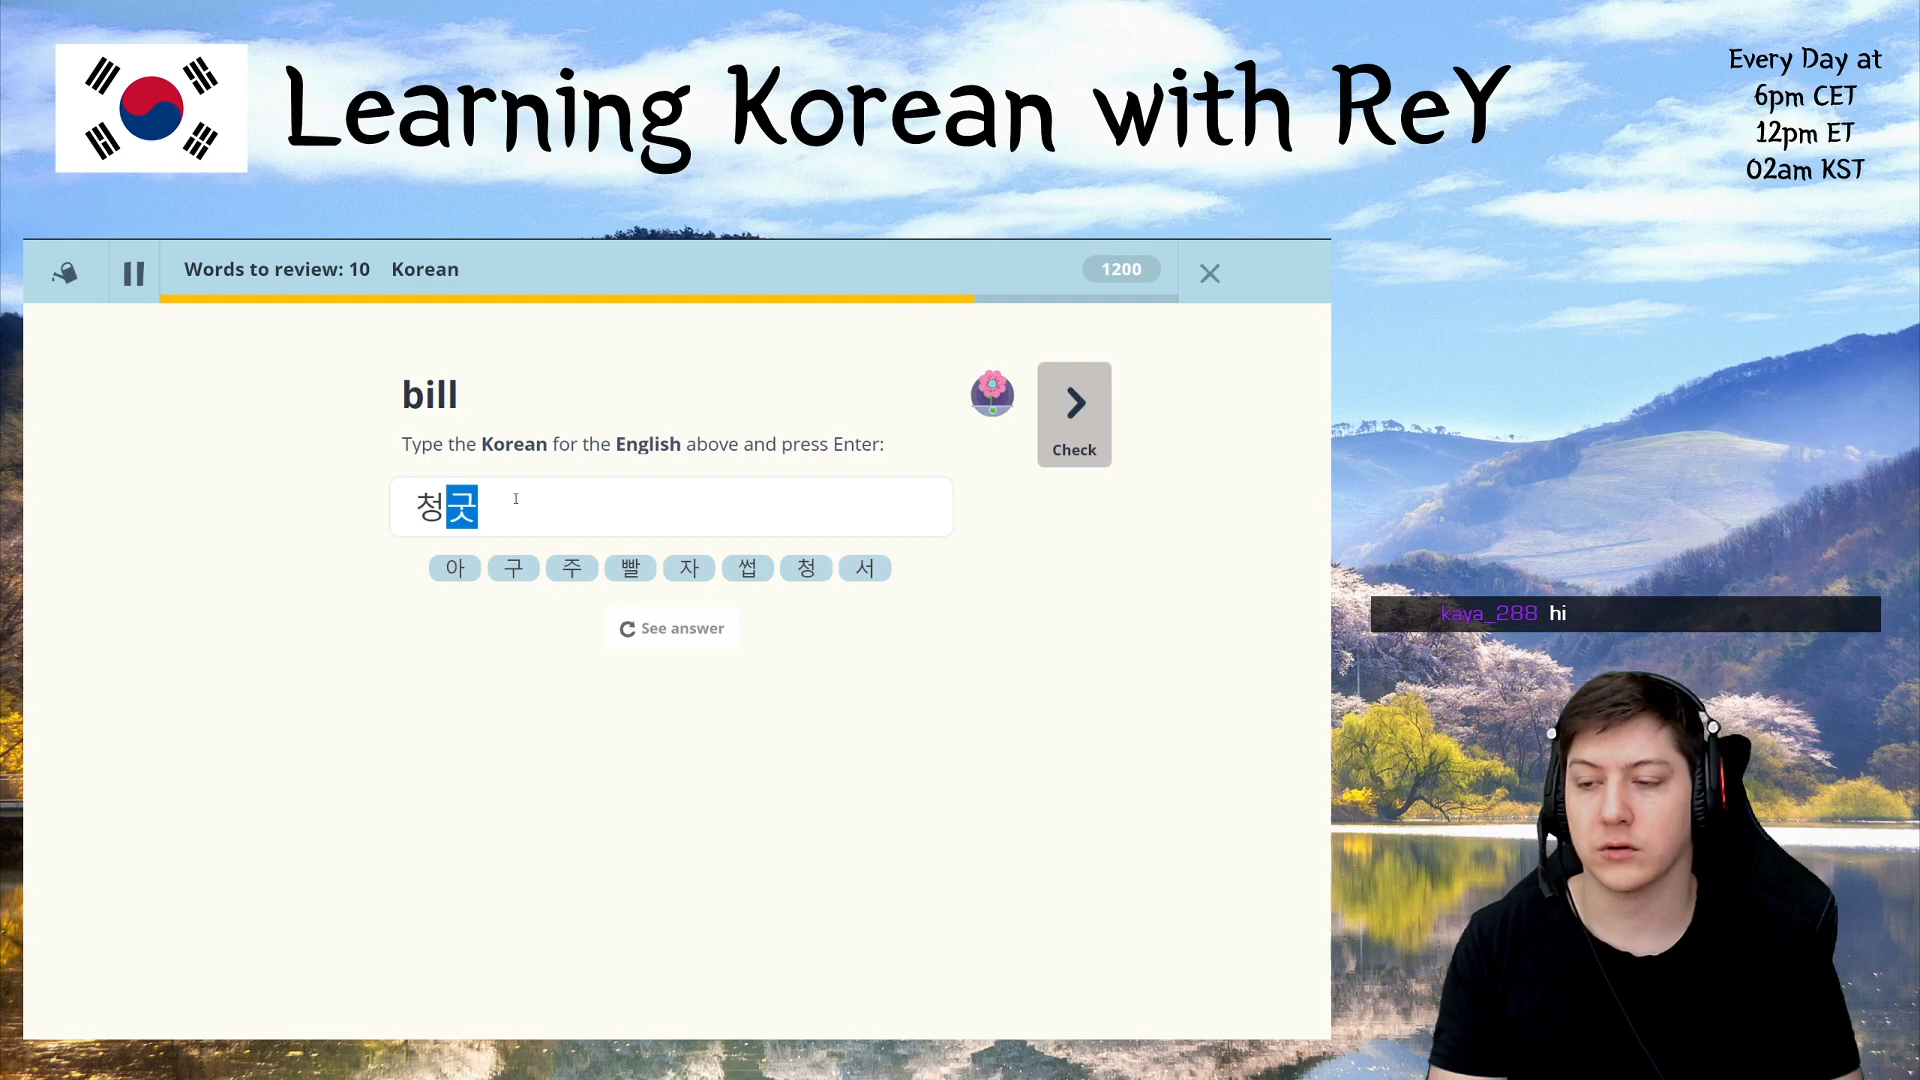 Learning Korean with ReY
Every Day at
6pm CET
12pm ET
02am KST
Words to review: 10 Korean
1200
bill
Type the Korean for the English above and press Enter:
Check
청굿
아 구 주 빨 자 썹 청 서
See answer
kaya_288 hi